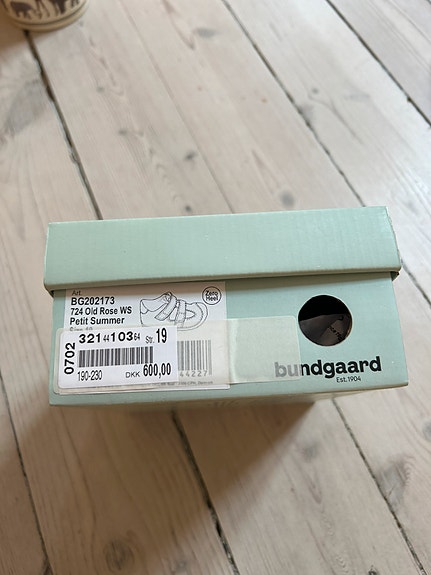 Art.
BG202173
724 Old Rose WS
Petit Summer
Zero
Heel
0702
321 44 103 64 Str. 19
190-230 DKK 600,00
44227
bundgaard
Est. 1904